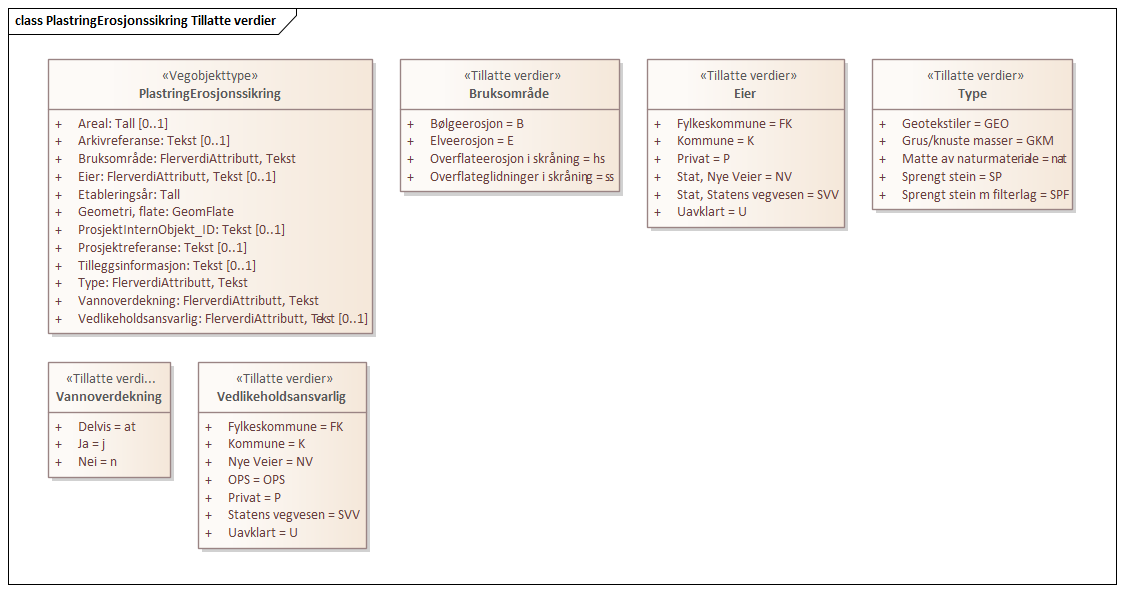 class PlastringErosjonssikring Tillatte verdier
«Vegobjekttype»
PlastringErosjonssikring
+ Areal: Tall [0..1]
+ Arkivreferanse: Tekst [0..1]
+ Bruksområde: FlerverdiAttributt, Tekst
+ Eier: FlerverdiAttributt, Tekst [0..1]
+ Etableringsår: Tall
+ Geometri, flate: GeomFlate
+ ProsjektInternObjekt_ID: Tekst [0..1]
+ Prosjektreferanse: Tekst [0..1]
+ Tilleggsinformasjon: Tekst [0..1]
+ Type: FlerverdiAttributt, Tekst
+ Vannoverdekning: FlerverdiAttributt, Tekst
+ Vedlikeholdsansvarlig: FlerverdiAttributt, Tekst [0..1]
«Tillatte verdier»
Bruksområde
+ Bølgeerosjon = B
+ Elveerosjon = E
+ Overflateerosjon i skråning = hs
+ Overflateglidninger i skråning = ss
«Tillatte verdier»
Eier
+ Fylkeskommune = FK
+ Kommune = K
+ Privat = P
+ Stat, Nye Veier = NV
+ Stat, Statens vegvesen = SVV
+ Uavklart = U
«Tillatte verdier»
Type
+ Geotekstiler = GEO
+ Grus/knuste masser = GKM
+ Matte av naturmateriale = nat
+ Sprengt stein = SP
+ Sprengt stein m filterlag = SPF
«Tillatte verdi...
Vannoverdekning
+ Delvis = at
+ Ja = j
+ Nei = n
«Tillatte verdier»
Vedlikeholdsansvarlig
+ Fylkeskommune = FK
+ Kommune = K
+ Nye Veier = NV
+ OPS = OPS
+ Privat = P
+ Statens vegvesen = SVV
+ Uavklart = U